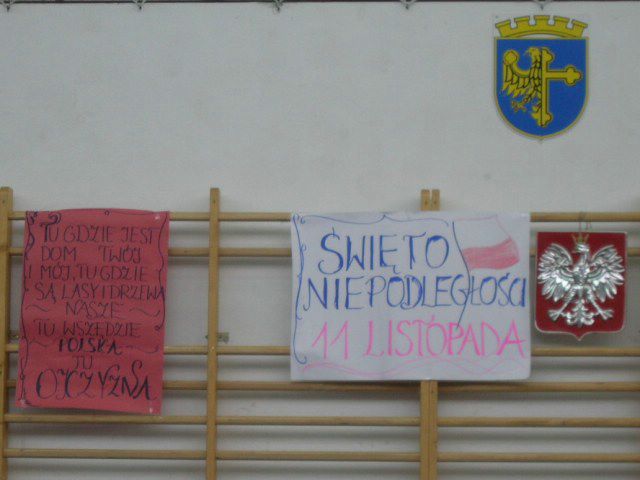 TU GDZIE JEST
DOM TWÓJ
I MÓJ, TU GDZIE
SĄ LASY I DRZEWA
NASZE
TU WSZĘDZIE
POLSKA
TO
OJCZYZNA
ŚWIĘTO
NIEPODLEGŁOŚCI
11 LISTOPADA